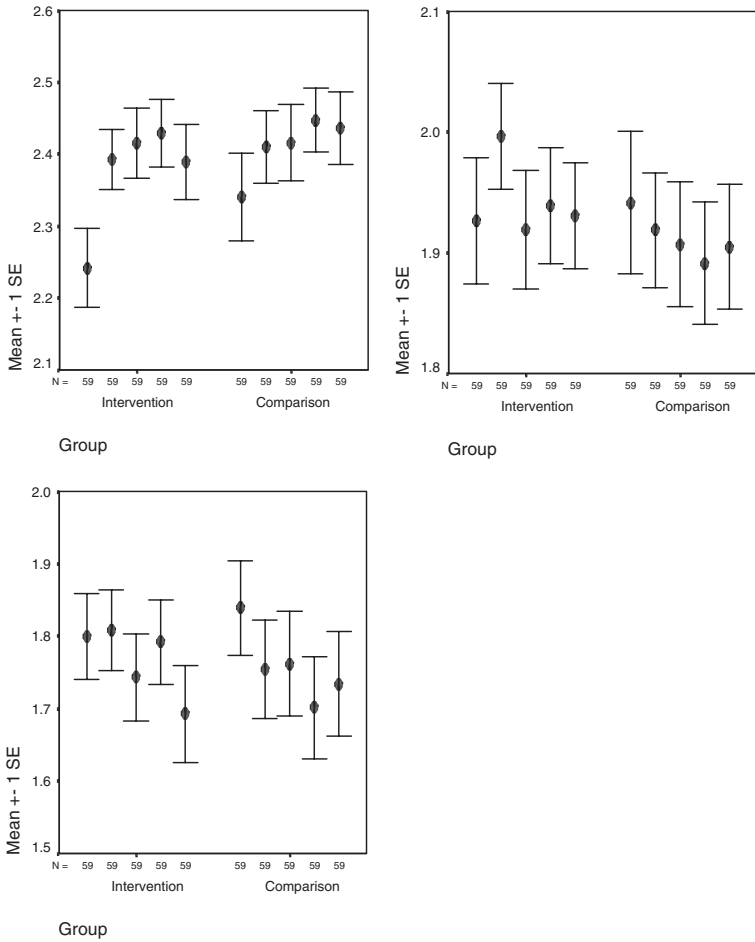 2.6
2.5
2.4
2.3
2.2
2.1
Mean +- 1 SE
N = 59 59 59 59 59 59 59 59 59 59
Intervention Comparison
Group
2.1
2.0
1.9
1.8
Mean +- 1 SE
N = 59 59 59 59 59 59 59 59 59 59
Intervention Comparison
Group
2.0
1.9
1.8
1.7
1.6
1.5
Mean +- 1 SE
N = 59 59 59 59 59 59 59 59 59 59
Intervention Comparison
Group